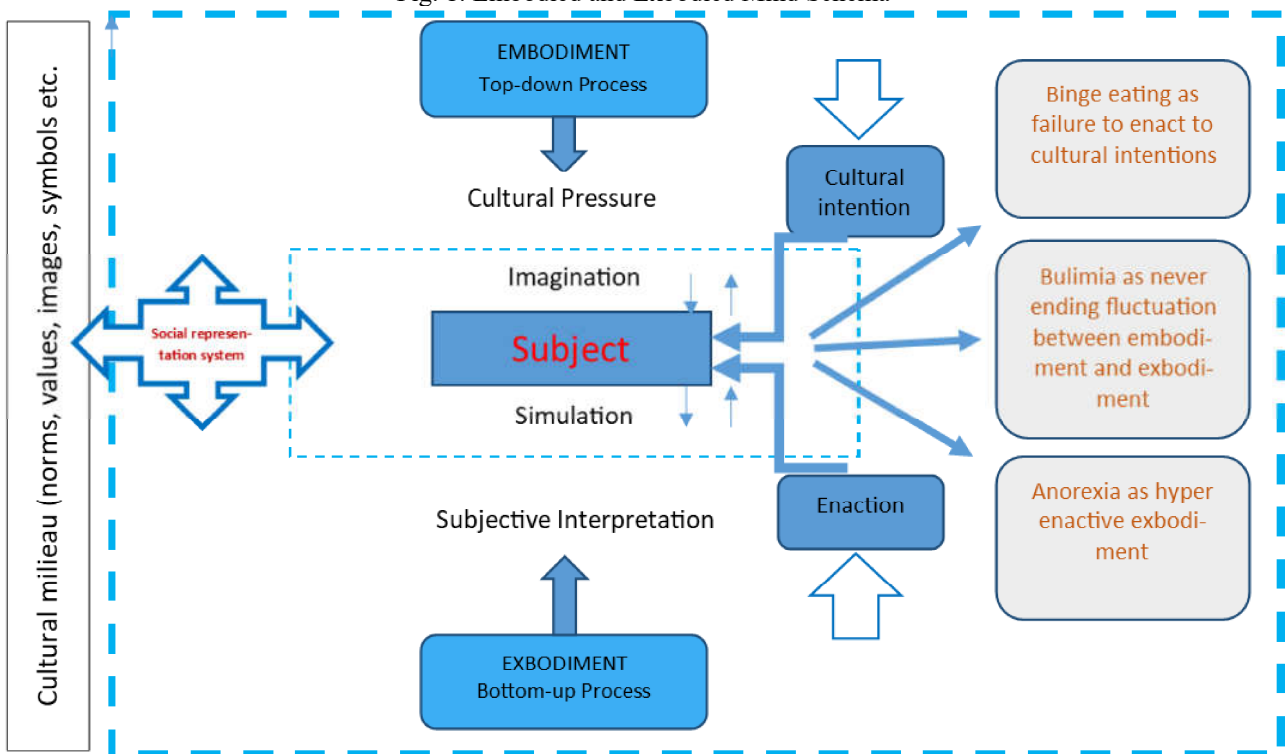 Cultural milieau (norms, values, images, symbols etc.
EMBODIMENT
Top-down Process
Cultural Pressure
Cultural
intention
Binge eating as
failure to enact to
cultural intentions
Imagination
Social represen-
tation system
Subject
Simulation
Bulimia as never
ending fluctuation
between embodi-
ment and exbodi-
ment
Enaction
Subjective Interpretation
Anorexia as hyper
enactive exbodi-
ment
EXBODIMENT
Bottom-up Process